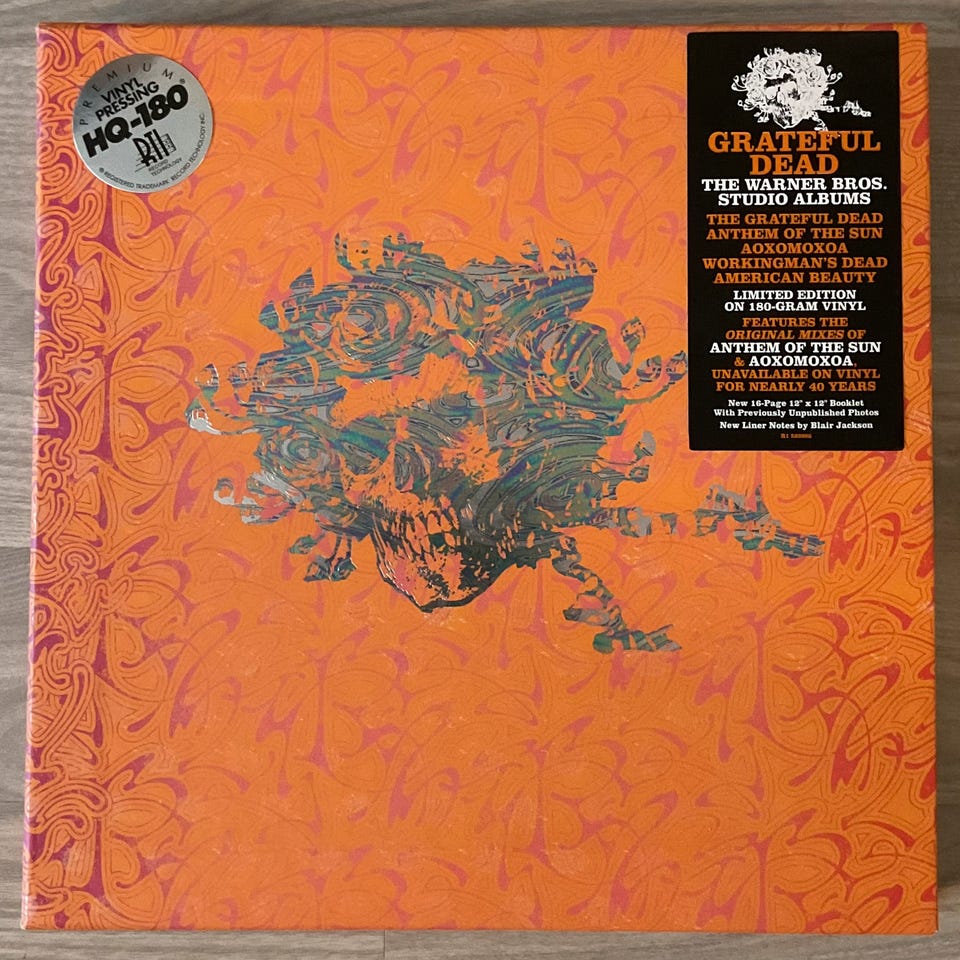 PREMIUM
VINYL
PRESSING
HQ-180®
RTI
RECORD
TECHNOLOGY
® REGISTERED TRADEMARK, RECORD TECHNOLOGY INC.
GRATEFUL
DEAD
THE WARNER BROS.
STUDIO ALBUMS
THE GRATEFUL DEAD
ANTHEM OF THE SUN
AOXOMOXOA
WORKINGMAN'S DEAD
AMERICAN BEAUTY
LIMITED EDITION
ON 180-GRAM VINYL
FEATURES THE
ORIGINAL MIXES OF
ANTHEM OF THE SUN
& AOXOMOXOA,
UNAVAILABLE ON VINYL
FOR NEARLY 40 YEARS
New 16-Page 12" x 12" Booklet
With Previously Unpublished Photos
New Liner Notes by Blair Jackson